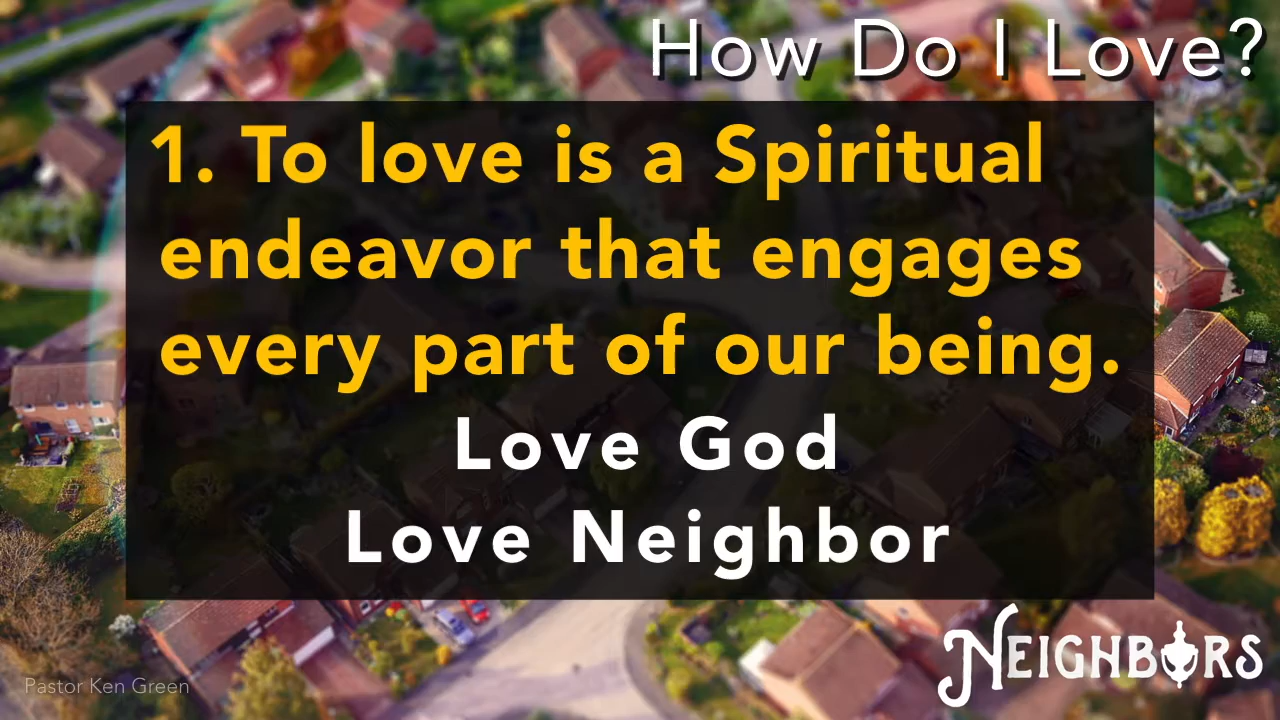 How Do I Love?
1. To love is a Spiritual
endeavor that engages
every part of our being.
Love God
Love Neighbor
NEIGHBORS
Pastor Ken Green